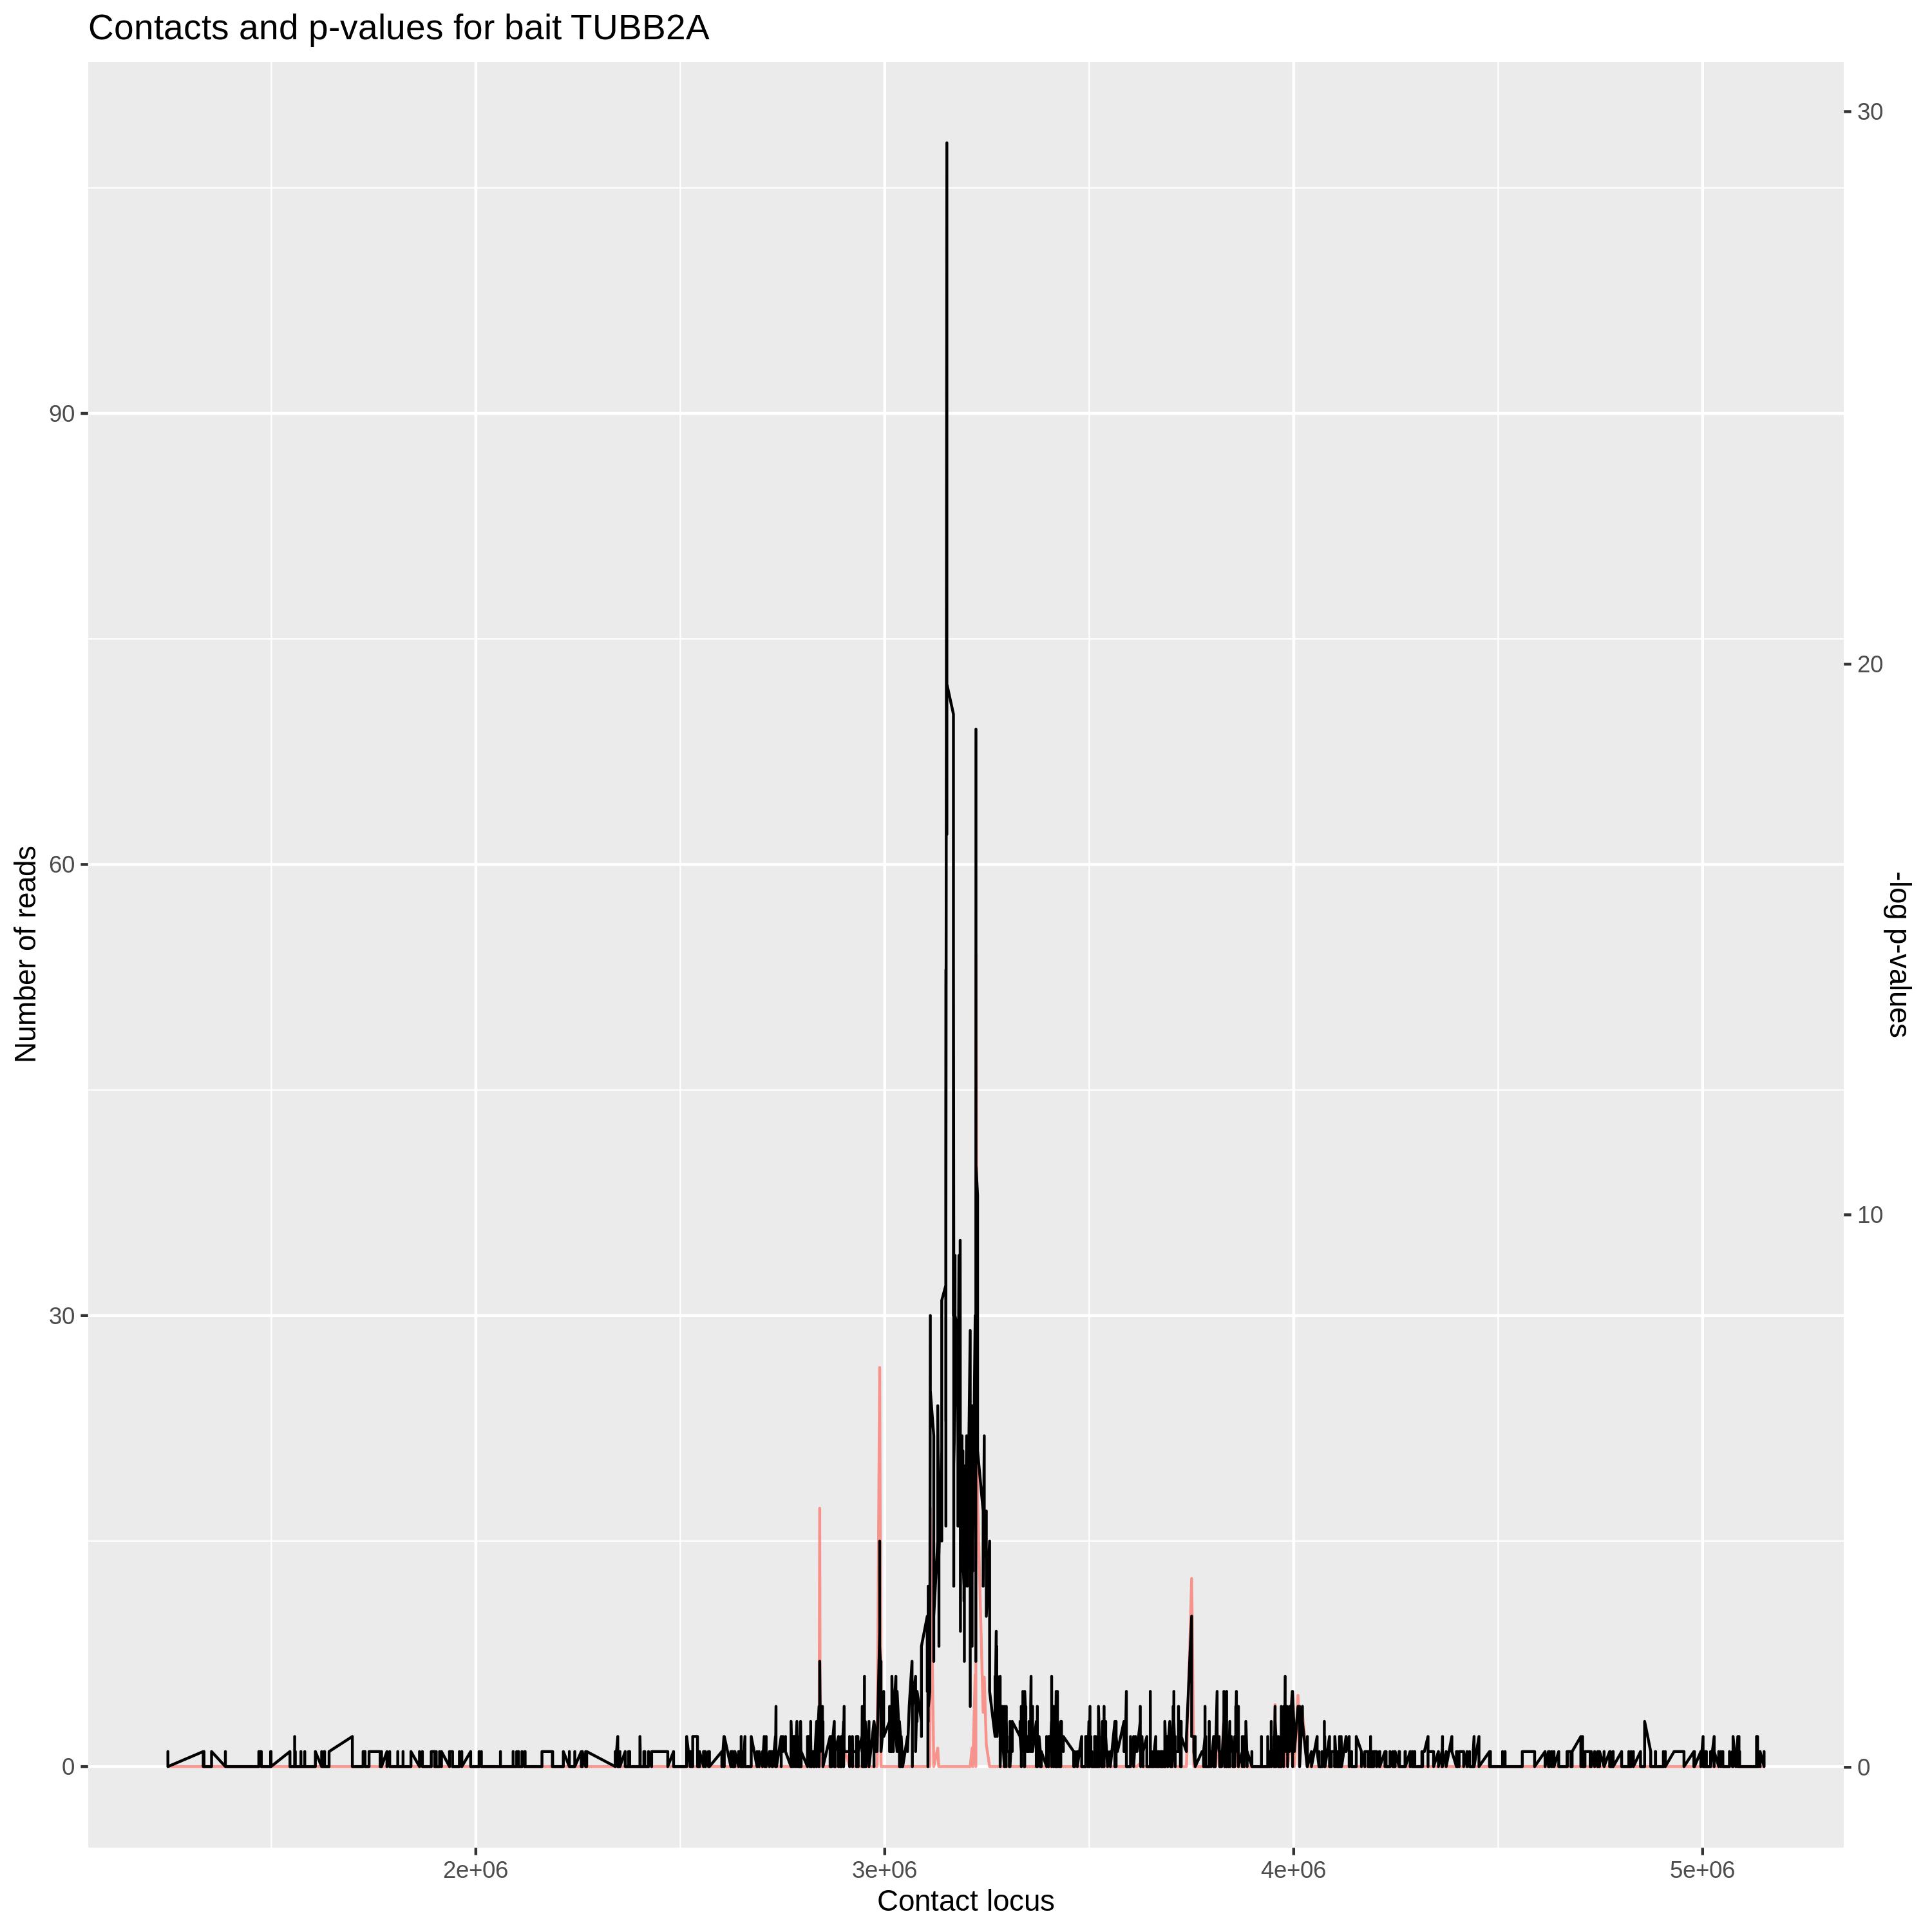 Contacts and p-values for bait TUBB2A
30
90
20
60
Number of reads
-log p-values
10
30
0
0
2e+06
3e+06
4e+06
5e+06
Contact locus